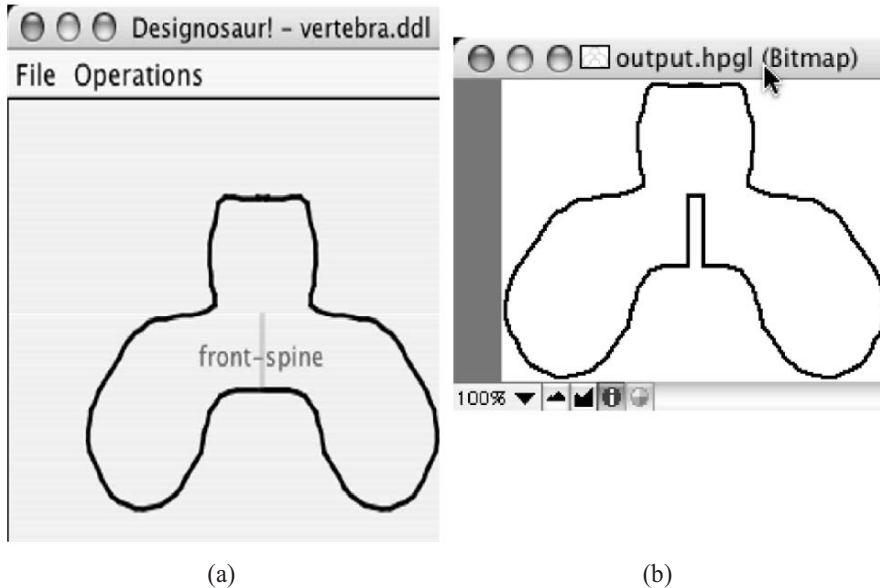 Designosaur! – vertebra.ddl
File Operations
front-spine
output.hpgl (Bitmap)
100%
(a)
(b)